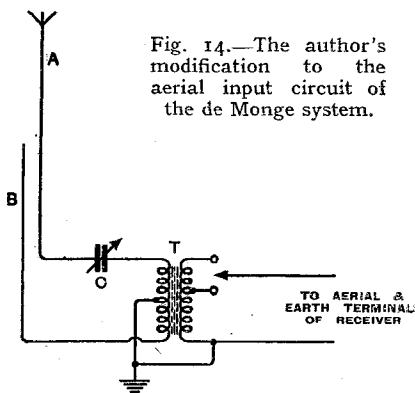 Fig. 14.—The author's
modification to the
aerial input circuit of
the de Monge system.
A
B
C
T
TO AERIAL &
EARTH TERMINALS
OF RECEIVER